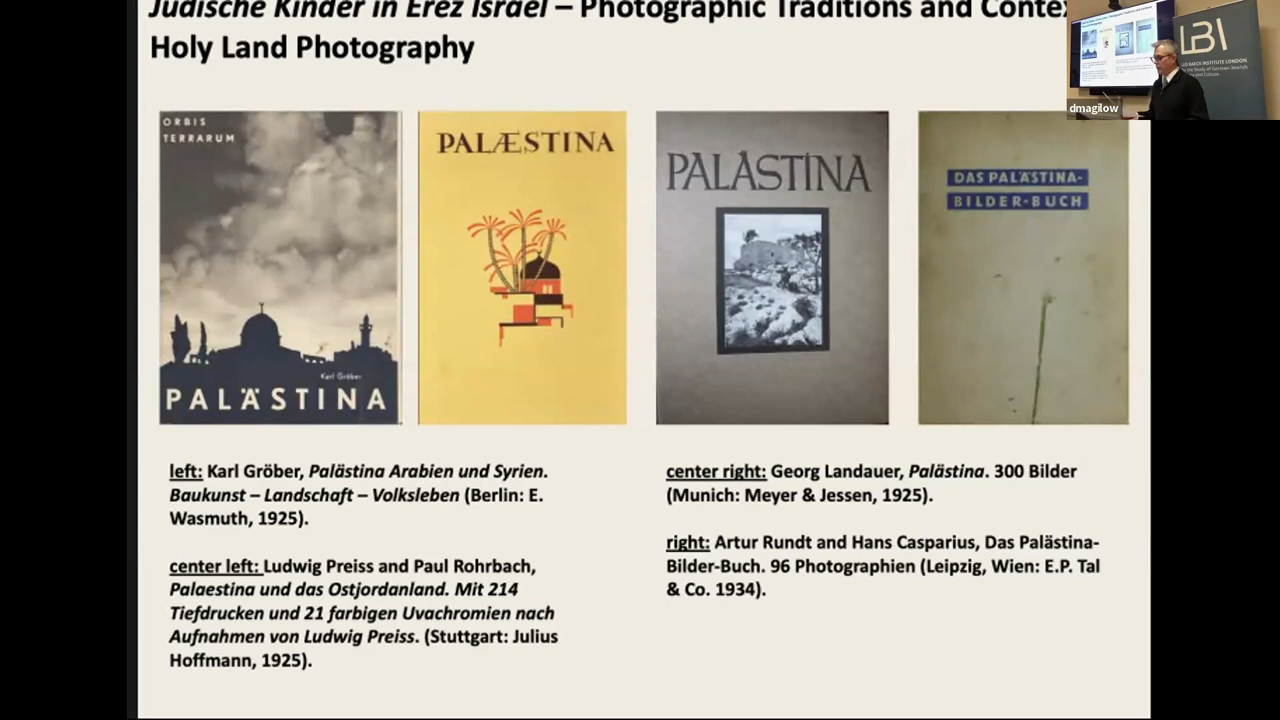 Jüdische Kinder in Erez Israel – Photographic Traditions and Contex
Holy Land Photography
dmagilow
LBI
LEO BAECK INSTITUTE LONDON
ORBIS
TERRARUM
Karl Gröber
PALÄSTINA
PALÆSTINA
PALÄSTINA
DAS PALÄSTINA-
BILDER-BUCH
left: Karl Gröber, Palästina Arabien und Syrien.
Baukunst – Landschaft – Volksleben (Berlin: E.
Wasmuth, 1925).
center left: Ludwig Preiss and Paul Rohrbach,
Palaestina und das Ostjordanland. Mit 214
Tiefdrucken und 21 farbigen Uvachromien nach
Aufnahmen von Ludwig Preiss. (Stuttgart: Julius
Hoffmann, 1925).
center right: Georg Landauer, Palästina. 300 Bilder
(Munich: Meyer & Jessen, 1925).
right: Artur Rundt and Hans Casparius, Das Palästina-
Bilder-Buch. 96 Photographien (Leipzig, Wien: E.P. Tal
& Co. 1934).